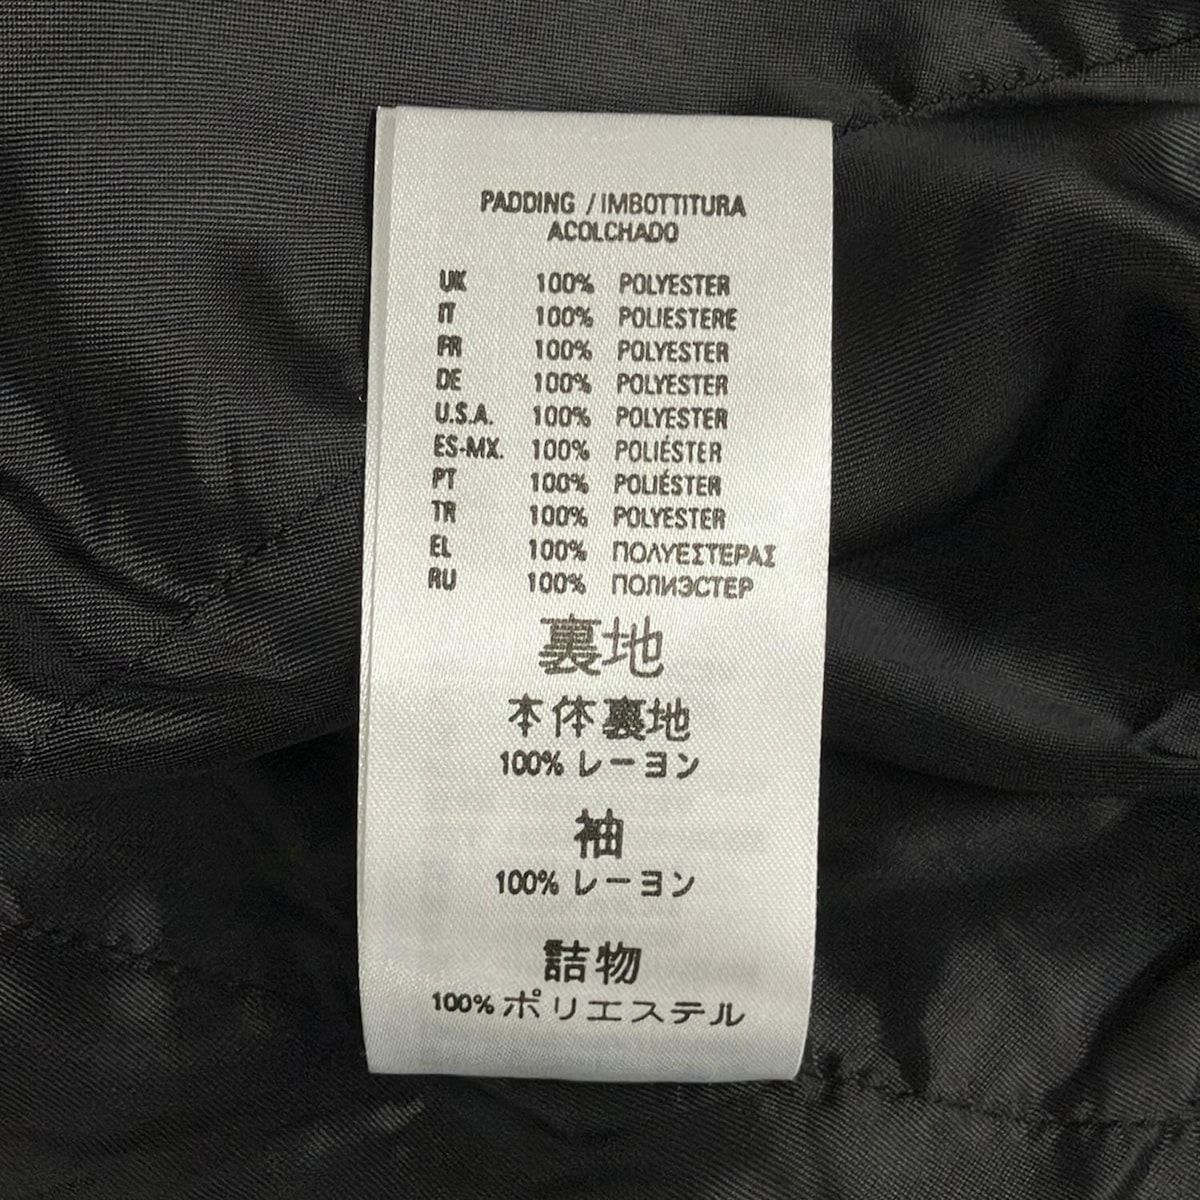 PADDING / IMBOTTITURA
ACOLCHADO
UK 100% POLYESTER
IT 100% POLIESTERE
FR 100% POLYESTER
DE 100% POLYESTER
U.S.A. 100% POLYESTER
ES-MX. 100% POLIÉSTER
PT 100% POLIÉSTER
TR 100% POLYESTER
EL 100% ΠΟΛΥΕΣΤΕΡΑΣ
RU 100% ПОЛИЭСТЕР
裏地
本体裏地
100% レーヨン
袖
100% レーヨン
詰物
100% ポリエステル